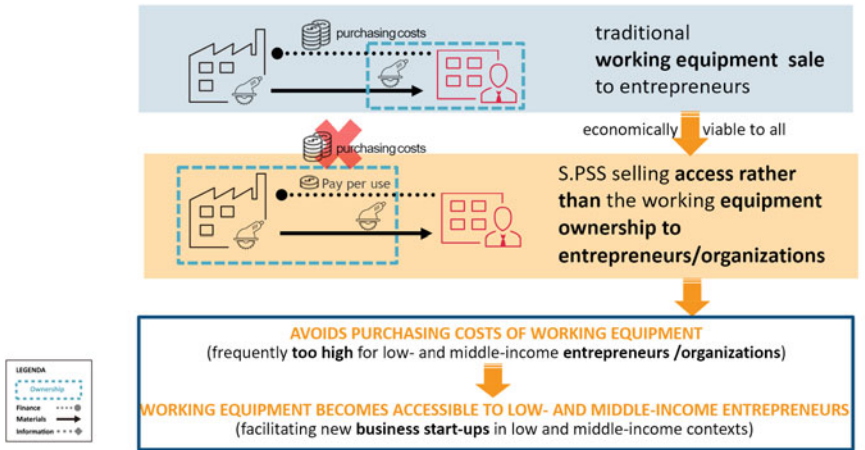 purchasing costs
traditional
working equipment sale
to entrepreneurs
economically viable to all
purchasing costs
Pay per use
S.PSS selling access rather
than the working equipment
ownership to
entrepreneurs/organizations
AVOIDS PURCHASING COSTS OF WORKING EQUIPMENT
(frequently too high for low- and middle-income entrepreneurs /organizations)
WORKING EQUIPMENT BECOMES ACCESSIBLE TO LOW- AND MIDDLE-INCOME ENTREPRENEURS
(facilitating new business start-ups in low and middle-income contexts)
LEGENDA
Ownership
Finance
Materials
Information